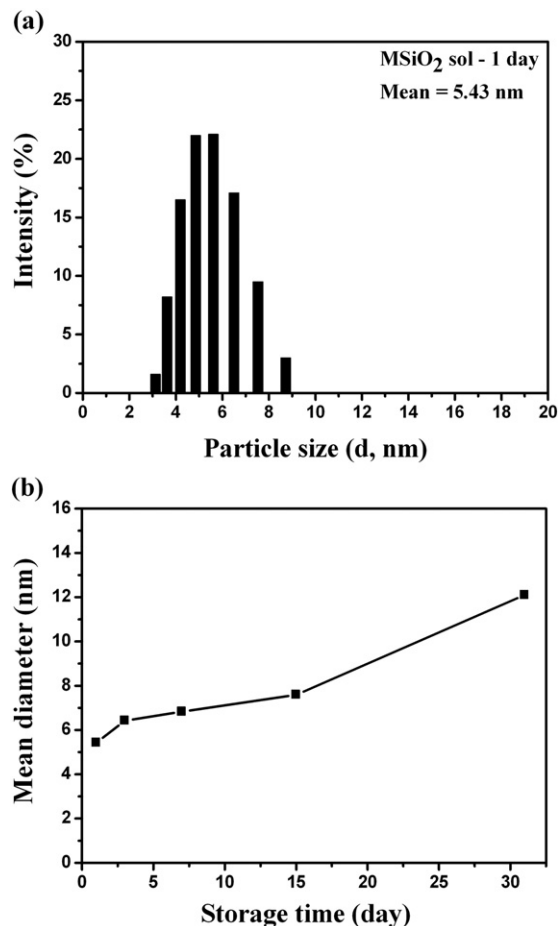 (a)
MSiO2 sol - 1 day
Mean = 5.43 nm
Intensity (%)
30
25
20
15
10
5
0
0 2 4 6 8 10 12 14 16 18 20
Particle size (d, nm)
(b)
Mean diameter (nm)
16
14
12
10
8
6
4
2
0
0 5 10 15 20 25 30
Storage time (day)